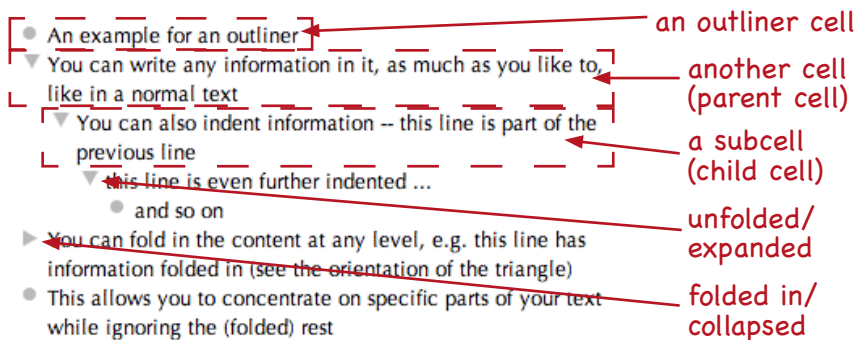 An example for an outliner
You can write any information in it, as much as you like to,
like in a normal text
You can also indent information -- this line is part of the
previous line
this line is even further indented ...
and so on
You can fold in the content at any level, e.g. this line has
information folded in (see the orientation of the triangle)
This allows you to concentrate on specific parts of your text
while ignoring the (folded) rest
an outliner cell
another cell
(parent cell)
a subcell
(child cell)
unfolded/
expanded
folded in/
collapsed